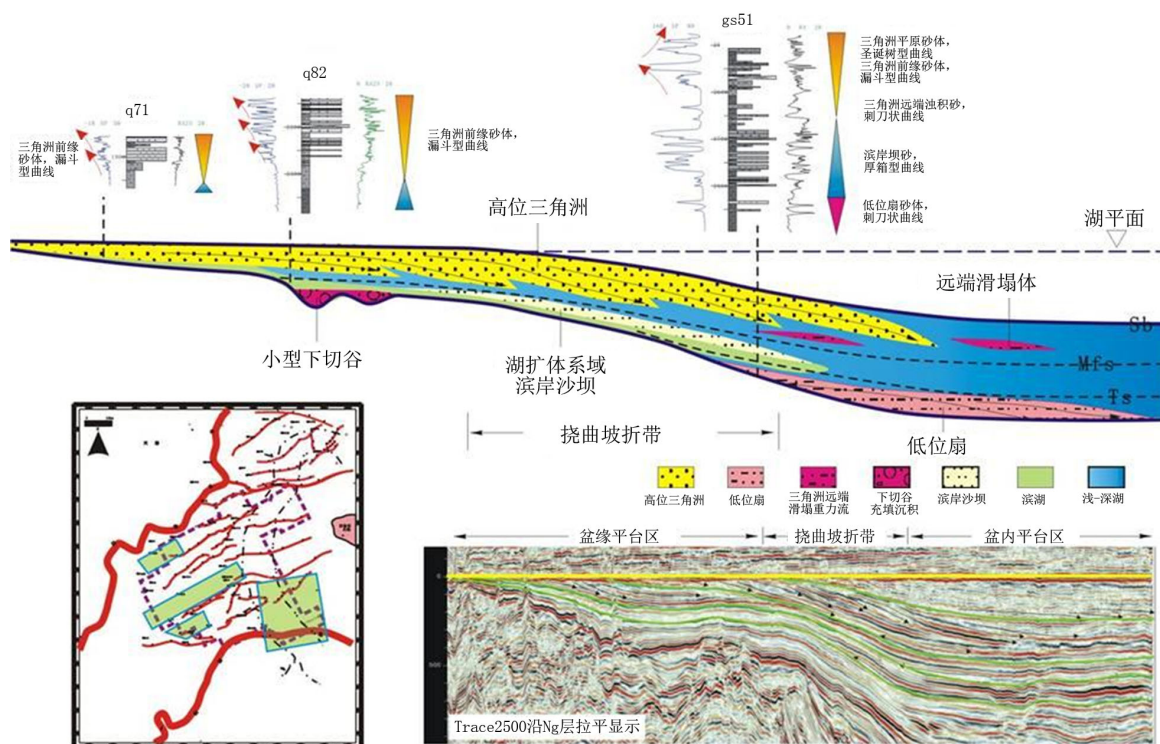 gs51
三角洲平原砂体,
圣诞树型曲线
三角洲前缘砂体,
漏斗型曲线
三角洲远端浊积砂,
刺刀状曲线
滨岸坝砂,
厚箱型曲线
低位扇砂体,
刺刀状曲线
q82
三角洲前缘砂体,
漏斗型曲线
q71
三角洲前缘
砂体, 漏斗
型曲线
高位三角洲
湖平面
远端滑塌体
Sb
Mfs
Ts
小型下切谷
湖扩体系域
滨岸沙坝
挠曲坡折带
低位扇
高位三角洲
低位扇
三角洲远端
滑塌重力流
下切谷
充填沉积
滨岸沙坝
滨湖
浅-深湖
盆缘平台区
挠曲坡折带
盆内平台区
Trace2500沿Ng层拉平显示